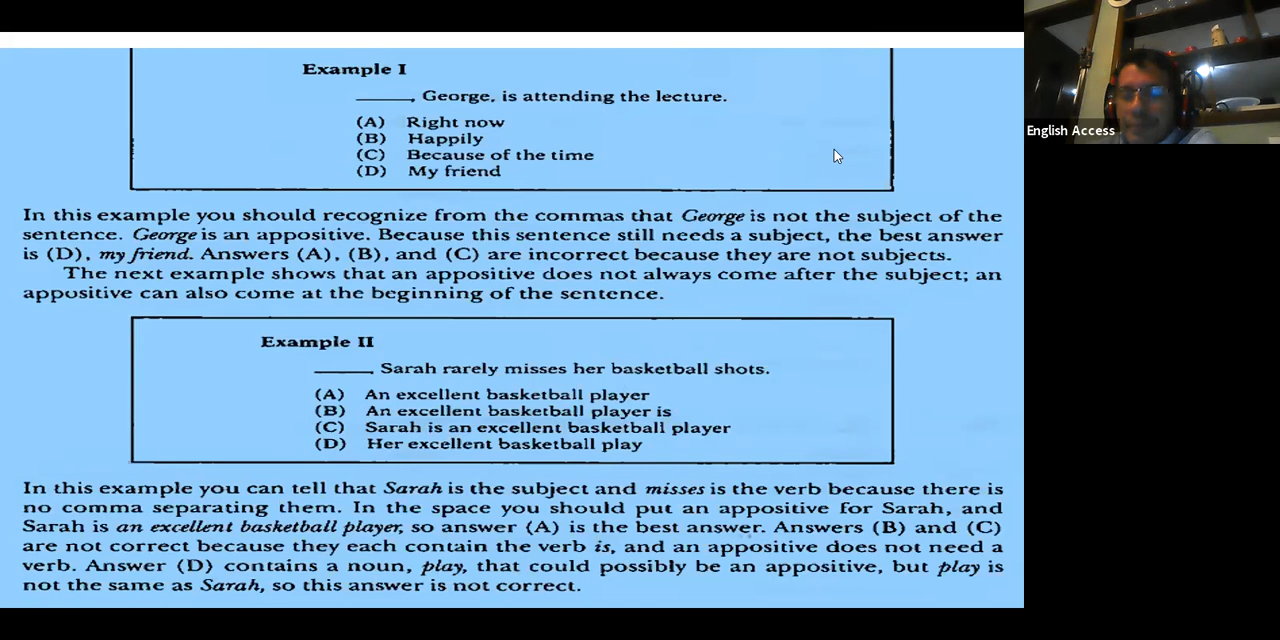 Example I
_____, George, is attending the lecture.
(A) Right now
(B) Happily
(C) Because of the time
(D) My friend
In this example you should recognize from the commas that George is not the subject of the
sentence. George is an appositive. Because this sentence still needs a subject, the best answer
is (D), my friend. Answers (A), (B), and (C) are incorrect because they are not subjects.
The next example shows that an appositive does not always come after the subject; an
appositive can also come at the beginning of the sentence.
Example II
_____, Sarah rarely misses her basketball shots.
(A) An excellent basketball player
(B) An excellent basketball player is
(C) Sarah is an excellent basketball player
(D) Her excellent basketball play
In this example you can tell that Sarah is the subject and misses is the verb because there is
no comma separating them. In the space you should put an appositive for Sarah, and
Sarah is an excellent basketball player, so answer (A) is the best answer. Answers (B) and (C)
are not correct because they each contain the verb is, and an appositive does not need a
verb. Answer (D) contains a noun, play, that could possibly be an appositive, but play is
not the same as Sarah, so this answer is not correct.
English Access